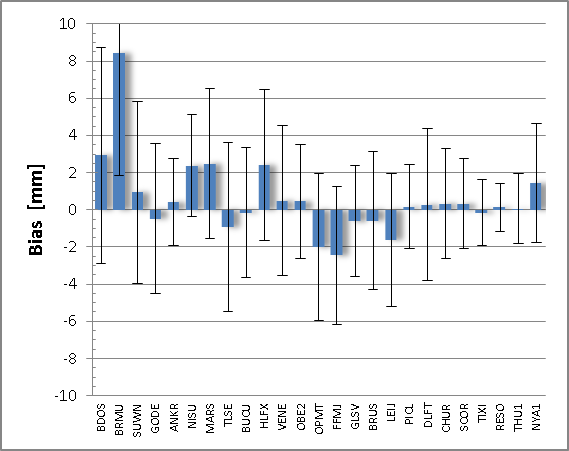 10
8
6
4
2
0
-2
-4
-6
-8
-10
Bias [mm]
BDOS
BRMU
SUWN
GODE
ANKR
NISU
MARS
TLSE
BUCU
HLFX
VENE
OBE2
OPMT
FFMJ
GLSV
BRUS
LEIJ
PICL
DLFT
CHUR
SCOR
TIXI
RESO
THU1
NYA1